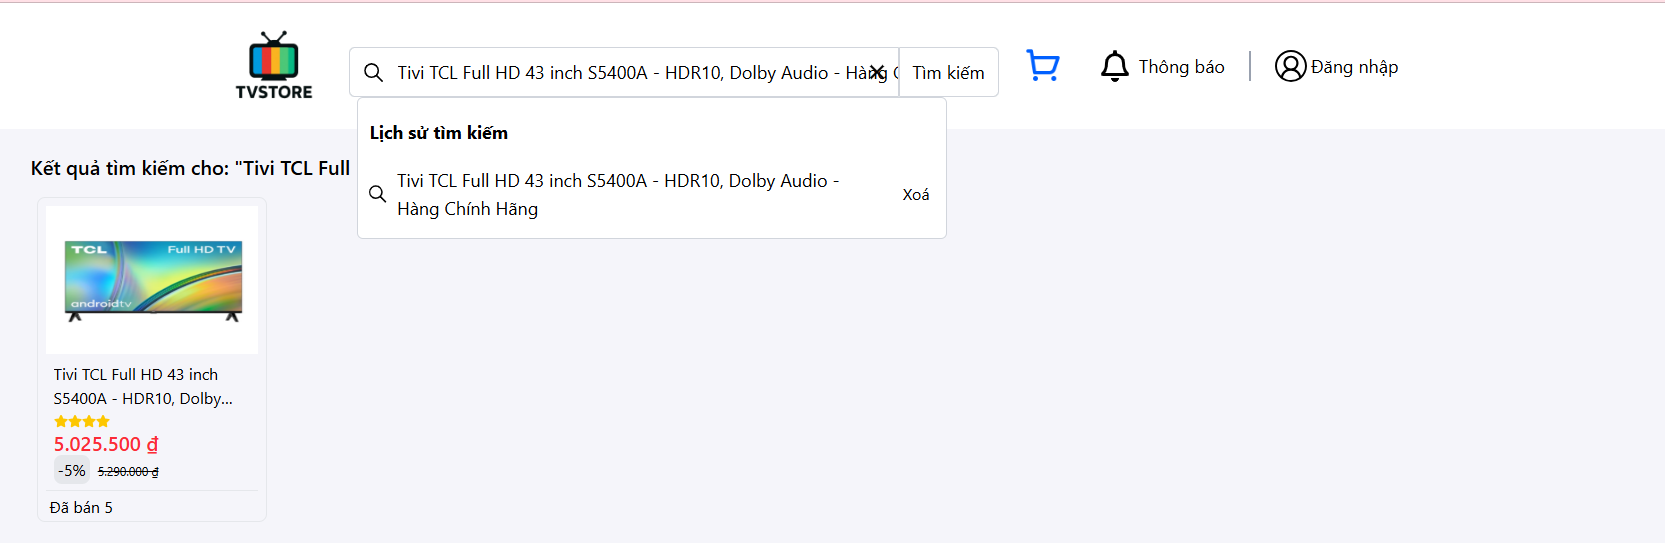 TVSTORE
Tivi TCL Full HD 43 inch S5400A - HDR10, Dolby Audio - Hàng C
Tìm kiếm
Thông báo
Đăng nhập
Lịch sử tìm kiếm
Tivi TCL Full HD 43 inch S5400A - HDR10, Dolby Audio -
Hàng Chính Hãng
Xoá
Kết quả tìm kiếm cho: "Tivi TCL Full
TCL
Full HD TV
androidtv
Tivi TCL Full HD 43 inch
S5400A - HDR10, Dolby...
5.025.500 ₫
-5% 5.290.000 ₫
Đã bán 5